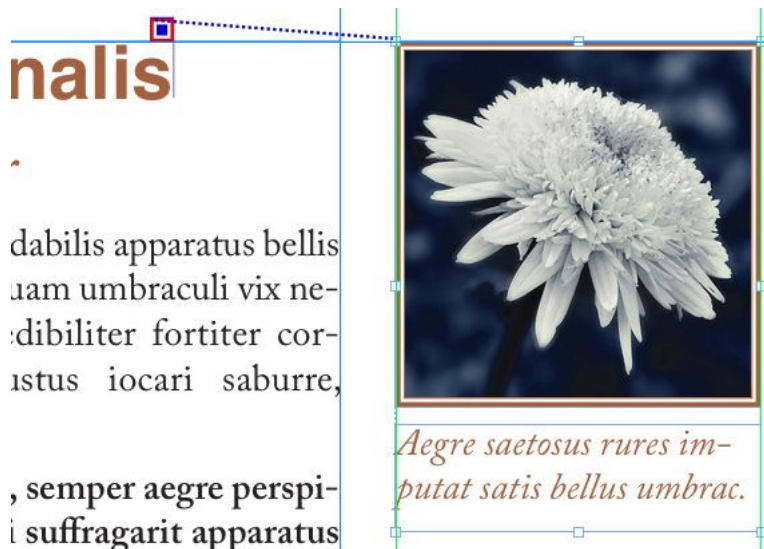 nalis
r
dabilis apparatus bellis
uam umbraculi vix ne-
dibiliter fortiter cor-
ustus iocari saburre,
, semper aegre perspi-
i suffragarit apparatus
Aegre saetosus rures im-
putat satis bellus umbrac.